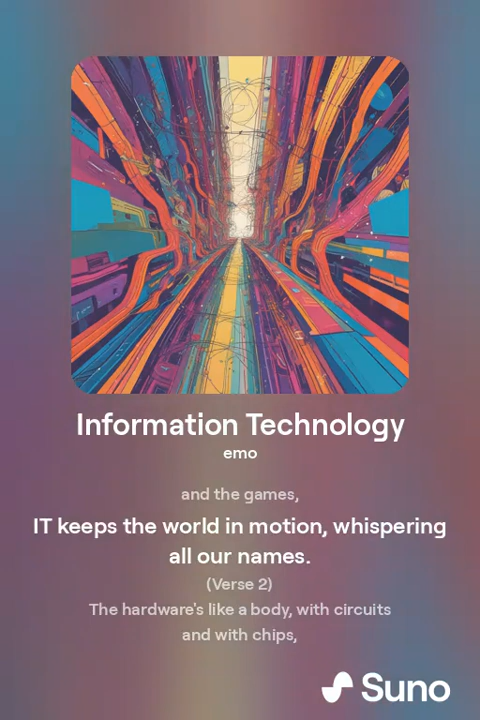 Information Technology
emo
and the games,
IT keeps the world in motion, whispering
all our names.
(Verse 2)
The hardware's like a body, with circuits
and with chips,
Suno